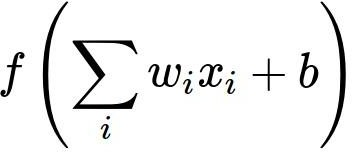 f(∑_i w_i x_i + b)